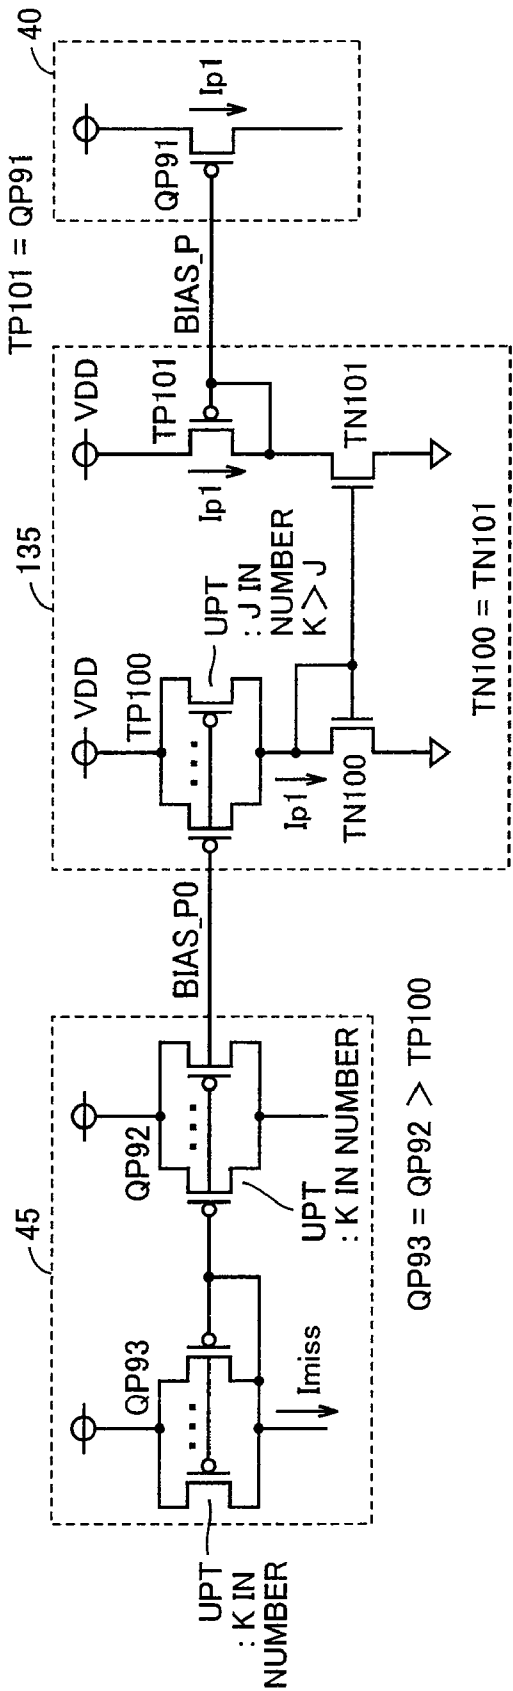 45
QP93
UPT
: K IN
NUMBER
Imiss
QP92
UPT
: K IN NUMBER
QP93 = QP92 > TP100
BIAS_P0
135
VDD
TP100
UPT
: J IN
NUMBER
K > J
Ip1
TN100
VDD
TP101
Ip1
TN101
TN100 = TN101
BIAS_P
TP101 = QP91
40
QP91
Ip1